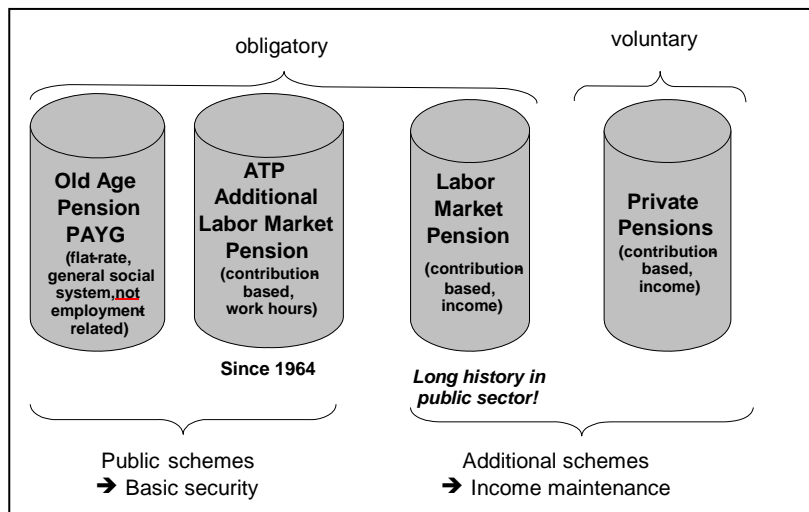 obligatory
voluntary
Old Age
Pension
PAYG
(flat-rate,
general social
system,not
employment-
related)
ATP
Additional
Labor Market
Pension
(contribution-
based,
work hours)
Since 1964
Labor
Market
Pension
(contribution-
based,
income)
Long history in
public sector!
Private
Pensions
(contribution-
based,
income)
Public schemes
➔ Basic security
Additional schemes
➔ Income maintenance